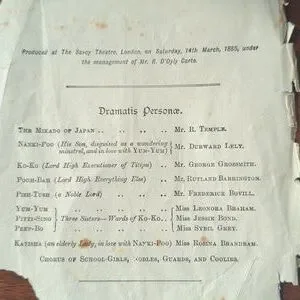 Produced at The Savoy Theatre, London, on Saturday, 14th March, 1885, under
the management of Mr. R. D'Oyly Carte.
Dramatis Personæ.
THE MIKADO OF JAPAN .. .. .. .. MR. R. TEMPLE.
NANKI-POO (His Son, disguised as a wandering minstrel, and in love with YUM-YUM) MR. DURWARD LELY.
KO-KO (Lord High Executioner of Titipu) .. .. MR. GEORGE GROSSMITH.
POOH-BAH (Lord High Everything Else) .. .. MR. RUTLAND BARRINGTON.
PISH-TUSH (a Noble Lord) .. .. .. MR. FREDERICK BOVILL.
YUM-YUM MISS LEONORA BRAHAM.
PITTI-SING Three Sisters—Wards of KO-KO.. MISS JESSIE BOND.
PEEP-BO MISS SYBIL GREY.
KATISHA (an elderly Lady, in love with NANKI-POO) MISS ROSINA BRANDRAM.
CHORUS OF SCHOOL-GIRLS, NOBLES, GUARDS, AND COOLIES.